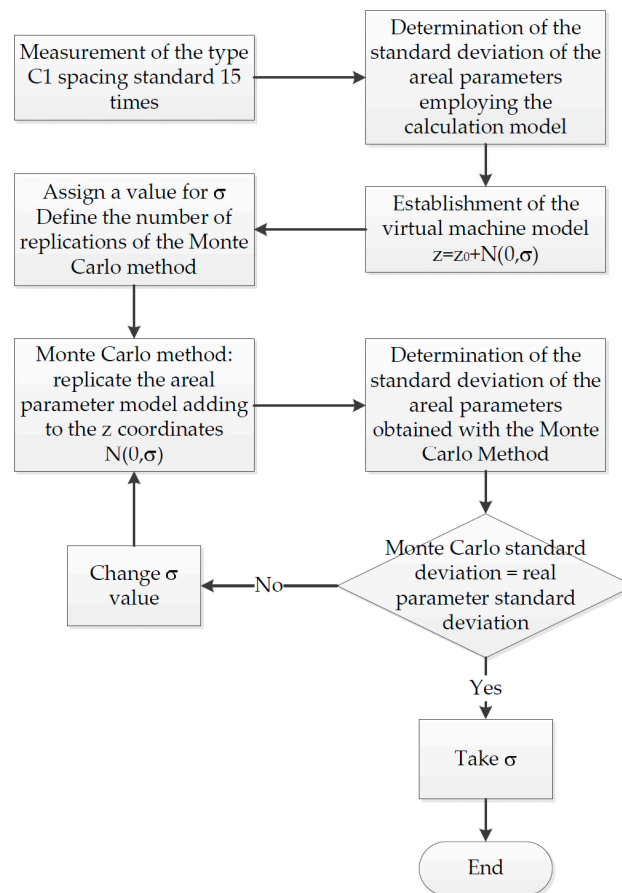 Measurement of the type
C1 spacing standard 15
times
Determination of the
standard deviation of the
areal parameters
employing the
calculation model
Assign a value for σ
Define the number of
replications of the Monte
Carlo method
Establishment of the
virtual machine model
z=z₀+N(0,σ)
Monte Carlo method:
replicate the areal
parameter model adding
to the z coordinates
N(0,σ)
Determination of the
standard deviation of the
areal parameters
obtained with the Monte
Carlo Method
Change σ
value
No
Monte Carlo standard
deviation = real
parameter standard
deviation
Yes
Take σ
End